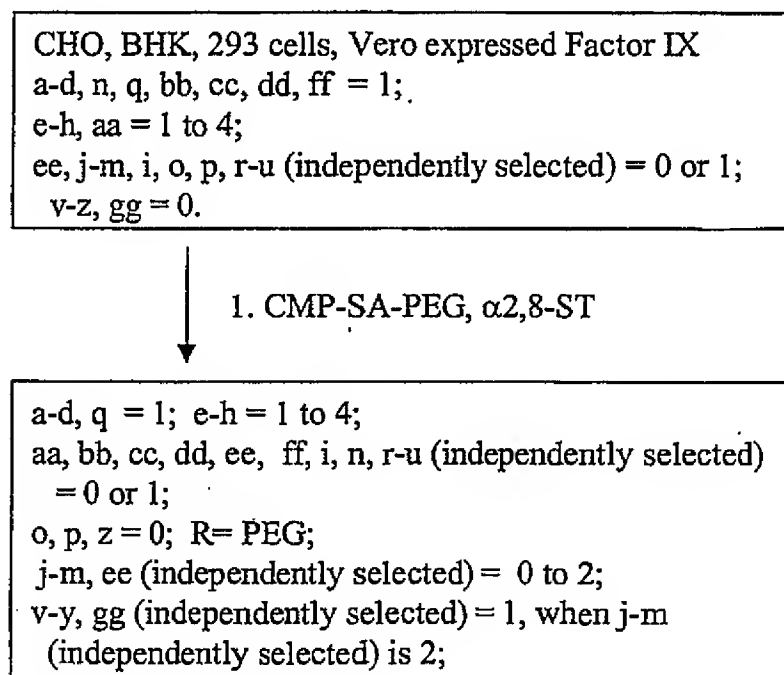 CHO, BHK, 293 cells, Vero expressed Factor IX
a-d, n, q, bb, cc, dd, ff = 1;
e-h, aa = 1 to 4;
ee, j-m, i, o, p, r-u (independently selected) = 0 or 1;
v-z, gg = 0.
1. CMP-SA-PEG, α2,8-ST
a-d, q = 1; e-h = 1 to 4;
aa, bb, cc, dd, ee, ff, i, n, r-u (independently selected)
= 0 or 1;
o, p, z = 0; R= PEG;
j-m, ee (independently selected) = 0 to 2;
v-y, gg (independently selected) = 1, when j-m
(independently selected) is 2;